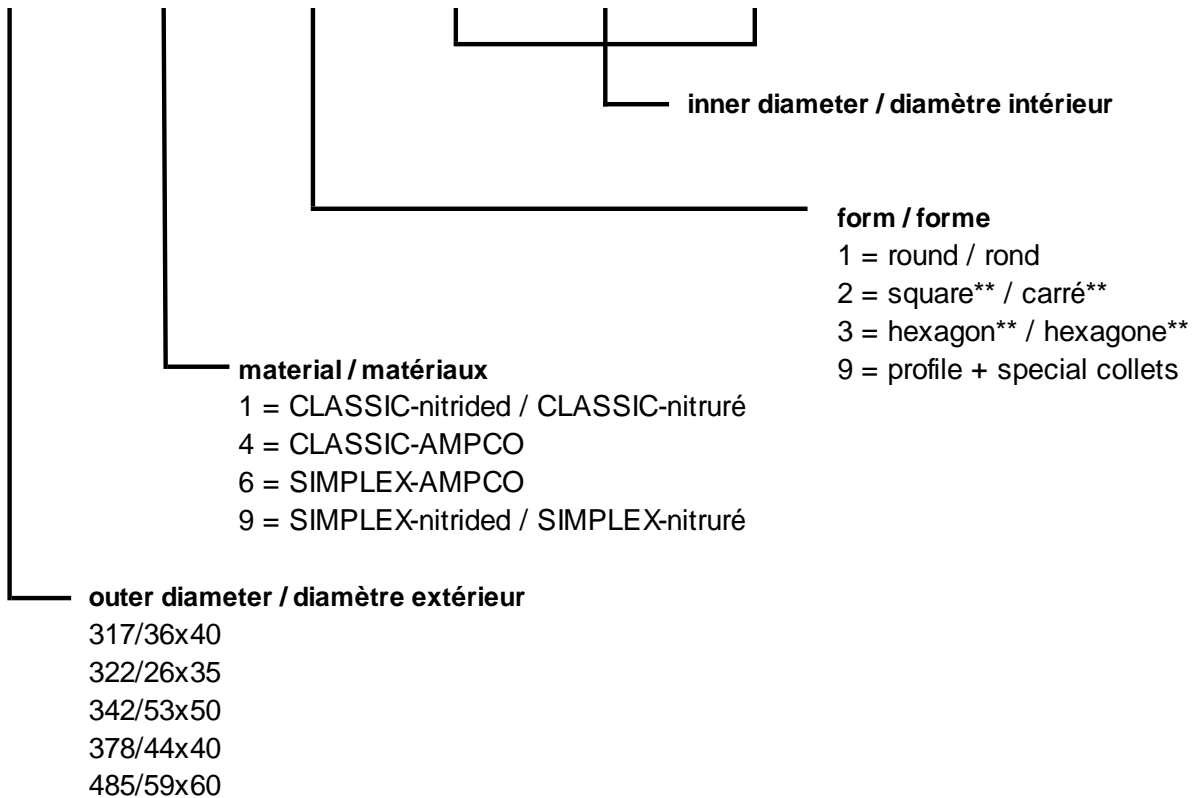 inner diameter / diamètre intérieur
form / forme
1 = round / rond
2 = square** / carré**
3 = hexagon** / hexagone**
9 = profile + special collets
material / matériaux
1 = CLASSIC-nitrided / CLASSIC-nitruré
4 = CLASSIC-AMPCO
6 = SIMPLEX-AMPCO
9 = SIMPLEX-nitrided / SIMPLEX-nitruré
outer diameter / diamètre extérieur
317/36x40
322/26x35
342/53x50
378/44x40
485/59x60